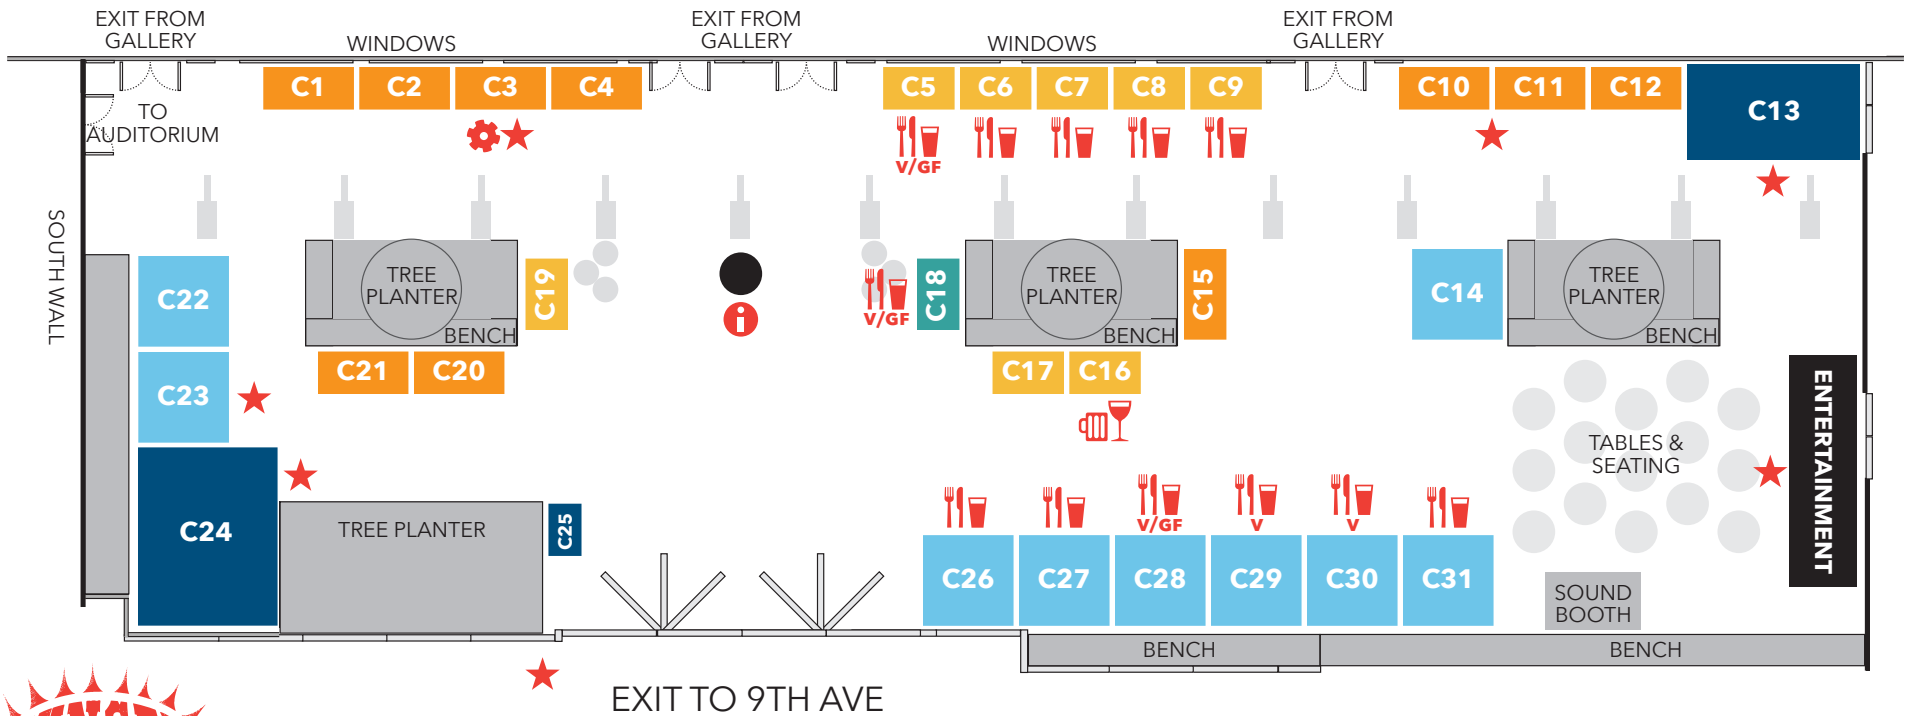 EXIT FROM
GALLERY
WINDOWS
EXIT FROM
GALLERY
WINDOWS
EXIT FROM
GALLERY
C1
C2
C3
C4
C5
C6
C7
C8
C9
C10
C11
C12
C13
TO
AUDITORIUM
V/GF
SOUTH WALL
C22
TREE
PLANTER
BENCH
C19
i
V/GF
C18
TREE
PLANTER
BENCH
C15
C14
TREE
PLANTER
BENCH
C23
C21
C20
C17
C16
ENTERTAINMENT
TABLES &
SEATING
C24
TREE PLANTER
C25
V/GF
V
V
C26
C27
C28
C29
C30
C31
SOUND
BOOTH
BENCH
BENCH
EXIT TO 9TH AVE